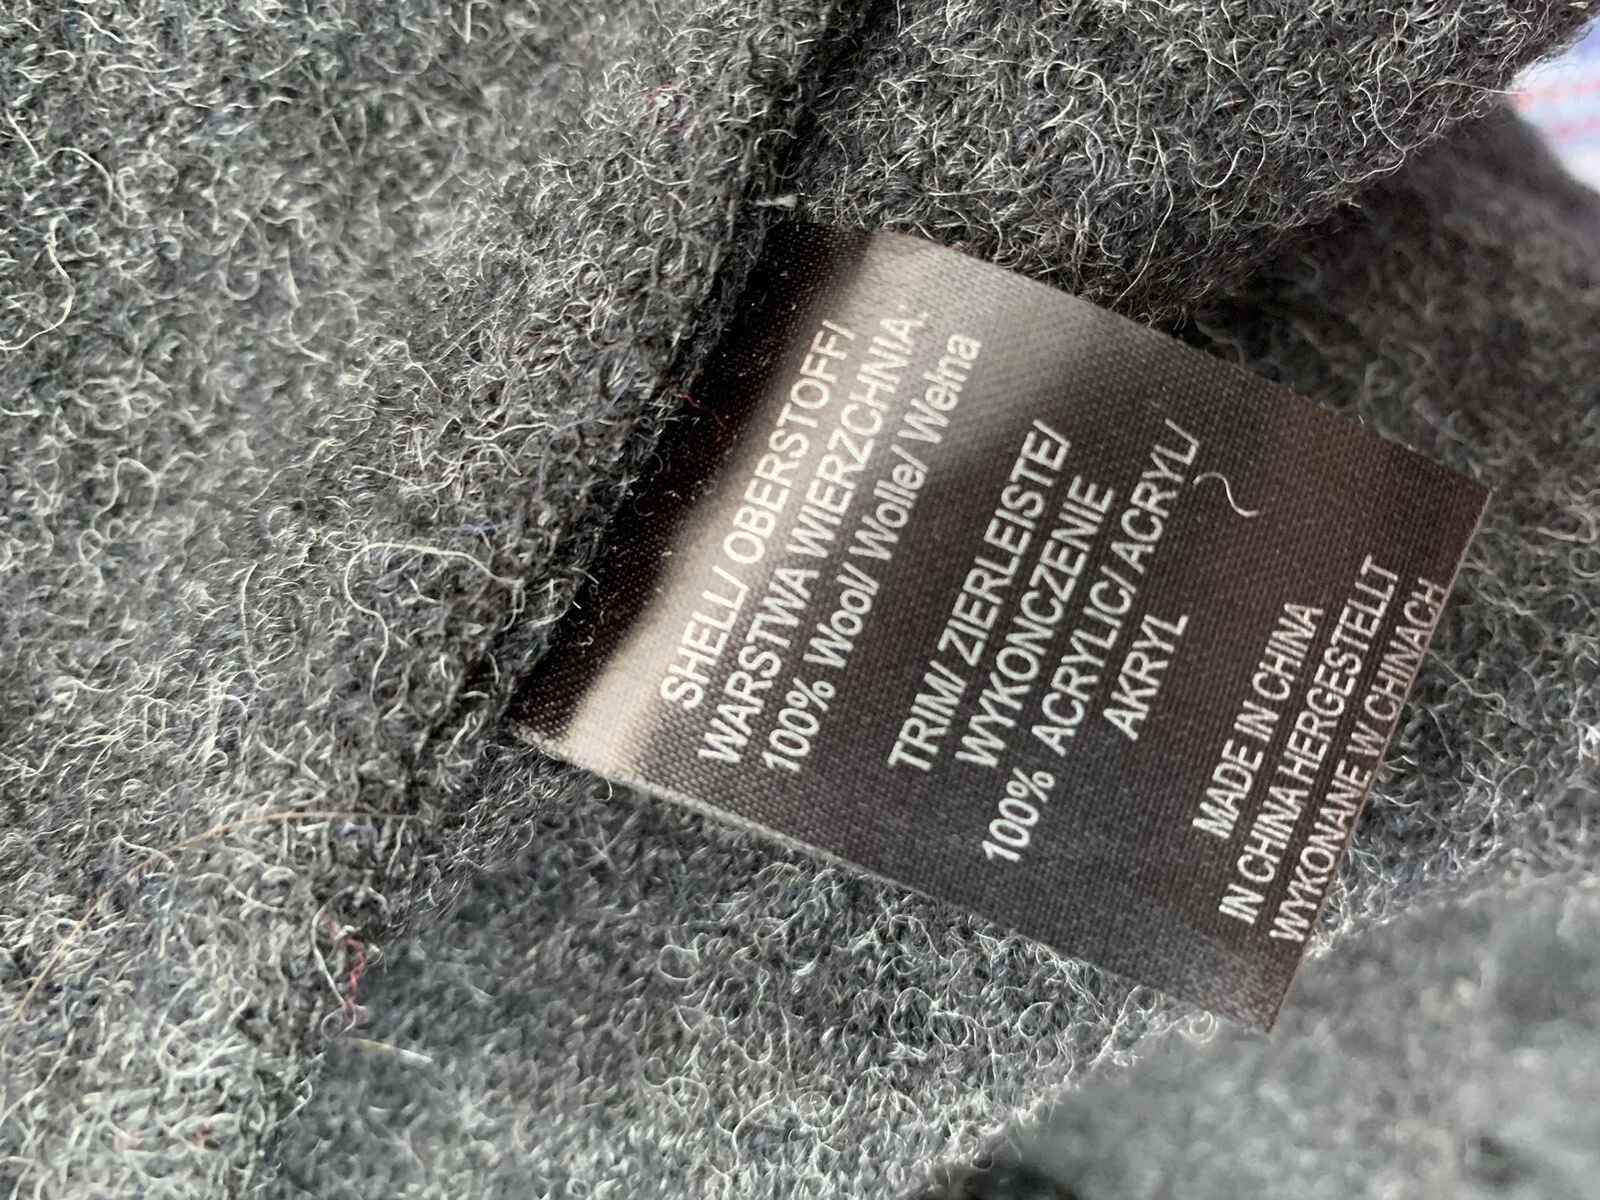 SHELL/ OBERSTOFF/
WARSTWA WIERZCHNIA:
100% Wool/ Wolle/ Wełna
TRIM/ ZIERLEISTE/
WYKONCZENIE
100% ACRYLIC/ ACRYL/
AKRYL
MADE IN CHINA
IN CHINA HERGESTELLT
WYKONANE W CHINACH